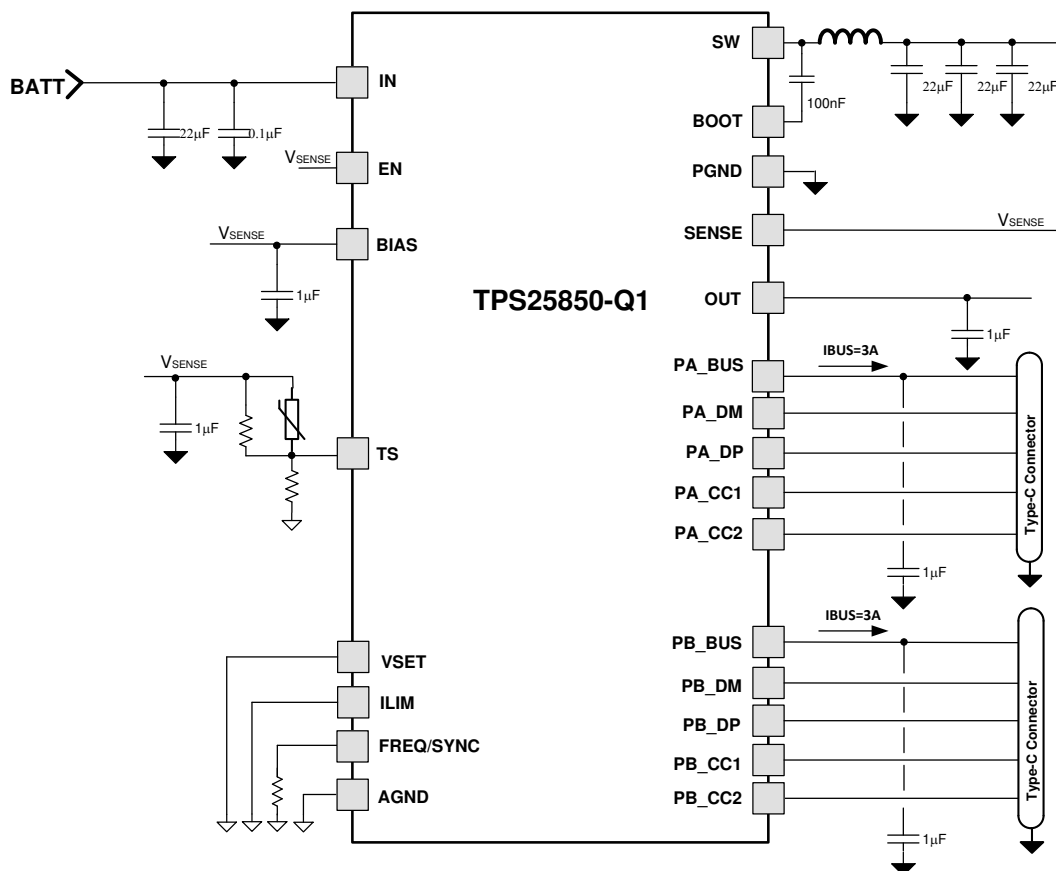 SW
BATT
IN
22µF
0.1µF
100nF
22µF
22µF
22µF
BOOT
VSENSE
EN
PGND
VSENSE
BIAS
SENSE
VSENSE
1µF
TPS25850-Q1
OUT
1µF
VSENSE
1µF
TS
PA_BUS
IBUS=3A
PA_DM
PA_DP
PA_CC1
PA_CC2
1µF
Type-C Connector
VSET
ILIM
FREQ/SYNC
AGND
PB_BUS
IBUS=3A
PB_DM
PB_DP
PB_CC1
PB_CC2
1µF
Type-C Connector